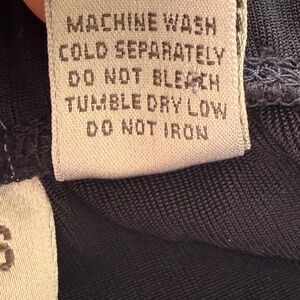 MACHINE WASH
COLD SEPARATELY
DO NOT BLEACH
TUMBLE DRY LOW
DO NOT IRON
S